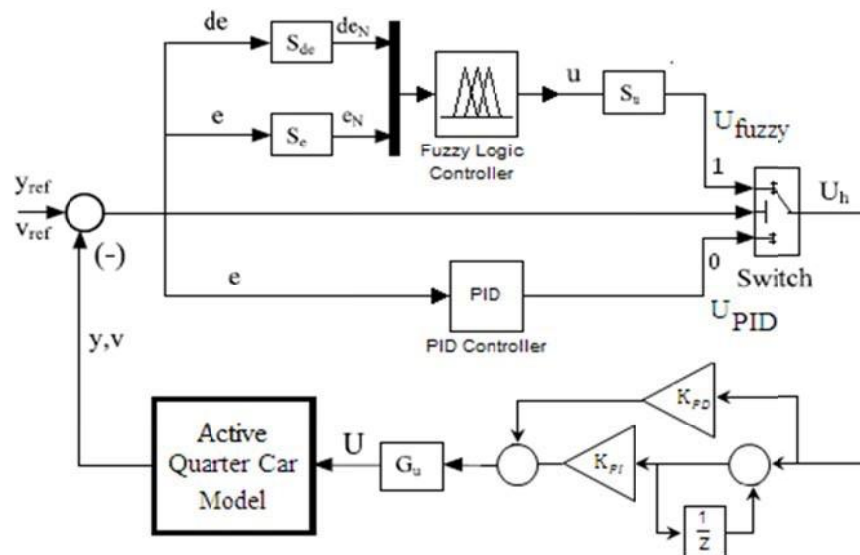 de
S_de
de_N
e
S_e
e_N
Fuzzy Logic
Controller
u
S_u
U_fuzzy
1
y_ref
v_ref
(-)
U_h
0
Switch
e
PID
PID Controller
U_PID
y,v
K_PD
Active
Quarter Car
Model
U
G_u
K_PI
1
z